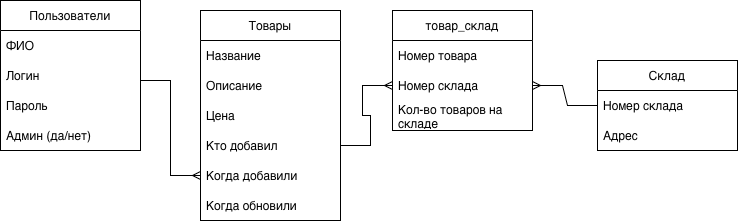 Пользователи
ФИО
Логин
Пароль
Админ (да/нет)
Товары
Название
Описание
Цена
Кто добавил
Когда добавили
Когда обновили
товар_склад
Номер товара
Номер склада
Кол-во товаров на
складе
Склад
Номер склада
Адрес